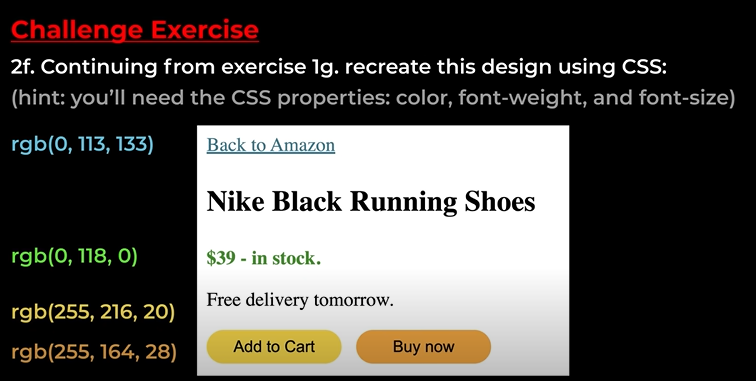 Challenge Exercise
2f. Continuing from exercise 1g. recreate this design using CSS:
(hint: you’ll need the CSS properties: color, font-weight, and font-size)
rgb(0, 113, 133)
Back to Amazon
Nike Black Running Shoes
rgb(0, 118, 0)
$39 - in stock.
Free delivery tomorrow.
rgb(255, 216, 20)
Add to Cart
Buy now
rgb(255, 164, 28)